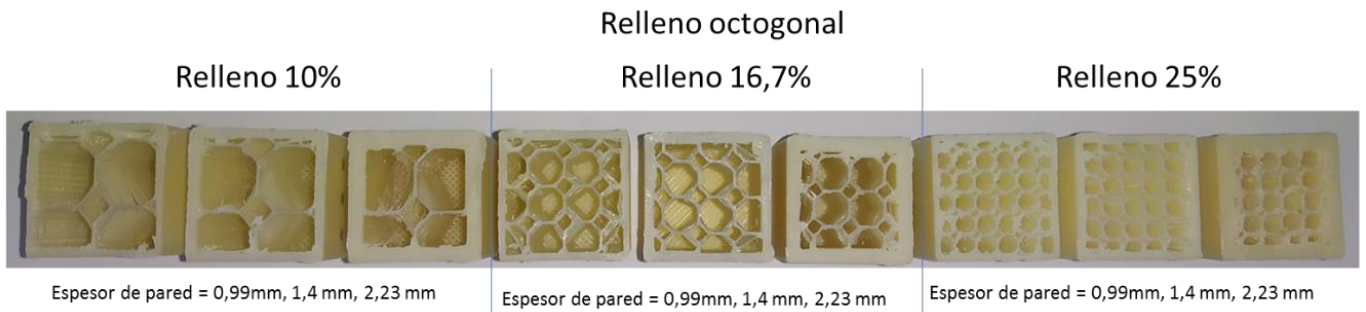 Relleno octogonal
Relleno 10%
Relleno 16,7%
Relleno 25%
Espesor de pared = 0,99mm, 1,4 mm, 2,23 mm
Espesor de pared = 0,99mm, 1,4 mm, 2,23 mm
Espesor de pared = 0,99mm, 1,4 mm, 2,23 mm